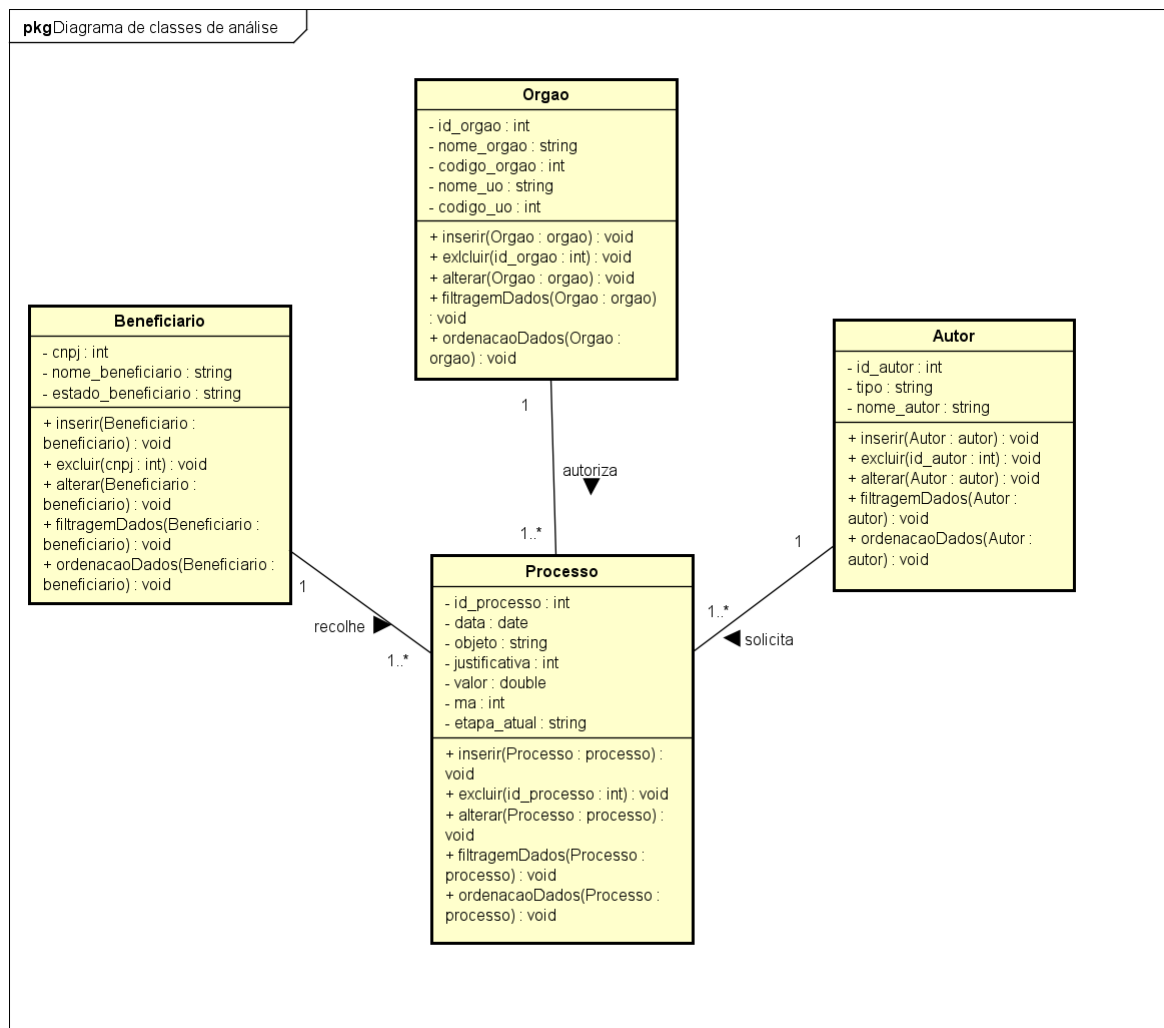 pkg Diagrama de classes de análise
Orgao
- id_orgao : int
- nome_orgao : string
- codigo_orgao : int
- nome_uo : string
- codigo_uo : int
+ inserir(Orgao : orgao) : void
+ exlcluir(id_orgao : int) : void
+ alterar(Orgao : orgao) : void
+ filtragemDados(Orgao : orgao)
: void
+ ordenacaoDados(Orgao :
orgao) : void
Beneficiario
- cnpj : int
- nome_beneficiario : string
- estado_beneficiario : string
+ inserir(Beneficiario :
beneficiario) : void
+ excluir(cnpj : int) : void
+ alterar(Beneficiario :
beneficiario) : void
+ filtragemDados(Beneficiario :
beneficiario) : void
+ ordenacaoDados(Beneficiario :
beneficiario) : void
Autor
- id_autor : int
- tipo : string
- nome_autor : string
+ inserir(Autor : autor) : void
+ excluir(id_autor : int) : void
+ alterar(Autor : autor) : void
+ filtragemDados(Autor :
autor) : void
+ ordenacaoDados(Autor :
autor) : void
1
autoriza
1..*
1
recolhe
1..*
1
1..*
solicita
Processo
- id_processo : int
- data : date
- objeto : string
- justificativa : int
- valor : double
- ma : int
- etapa_atual : string
+ inserir(Processo : processo) :
void
+ excluir(id_processo : int) : void
+ alterar(Processo : processo) :
void
+ filtragemDados(Processo :
processo) : void
+ ordenacaoDados(Processo :
processo) : void